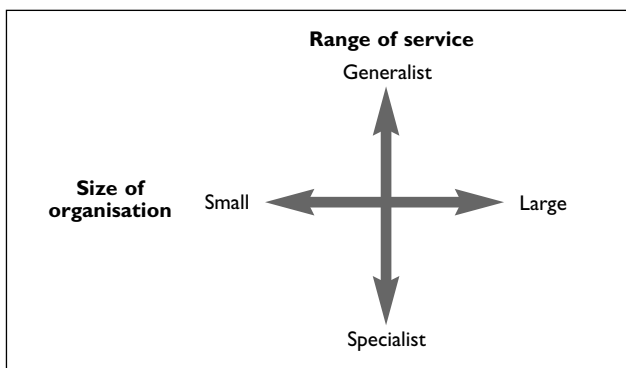 Range of service
Generalist
Size of
organisation
Small
Large
Specialist